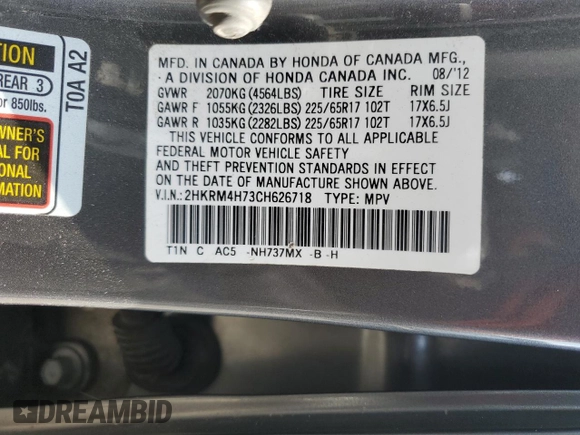 TION
REAR 3
or 850lbs.
WNER'S
AL FOR
IONAL
RMATION
T0A A2
MFD. IN CANADA BY HONDA OF CANADA MFG.,
A DIVISION OF HONDA CANADA INC. 08/'12
GVWR 2070KG (4564LBS) TIRE SIZE RIM SIZE
GAWR F 1055KG (2326LBS) 225/65R17 102T 17X6.5J
GAWR R 1035KG (2282LBS) 225/65R17 102T 17X6.5J
THIS VEHICLE CONFORMS TO ALL APPLICABLE
FEDERAL MOTOR VEHICLE SAFETY
AND THEFT PREVENTION STANDARDS IN EFFECT
ON THE DATE OF MANUFACTURE SHOWN ABOVE.
V.I.N.: 2HKRM4H73CH626718 TYPE: MPV
T1N C AC5 -NH737MX -B -H
DREAMBID